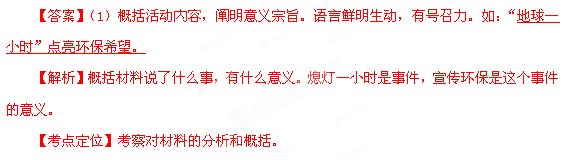 【答案】（1）概括活动内容，阐明意义宗旨。语言鲜明生动，有号召力。如：“地球一
小时”点亮环保希望。
【解析】概括材料说了什么事，有什么意义。熄灯一小时是事件，宣传环保是这个事件
的意义。
【考点定位】考察对材料的分析和概括。